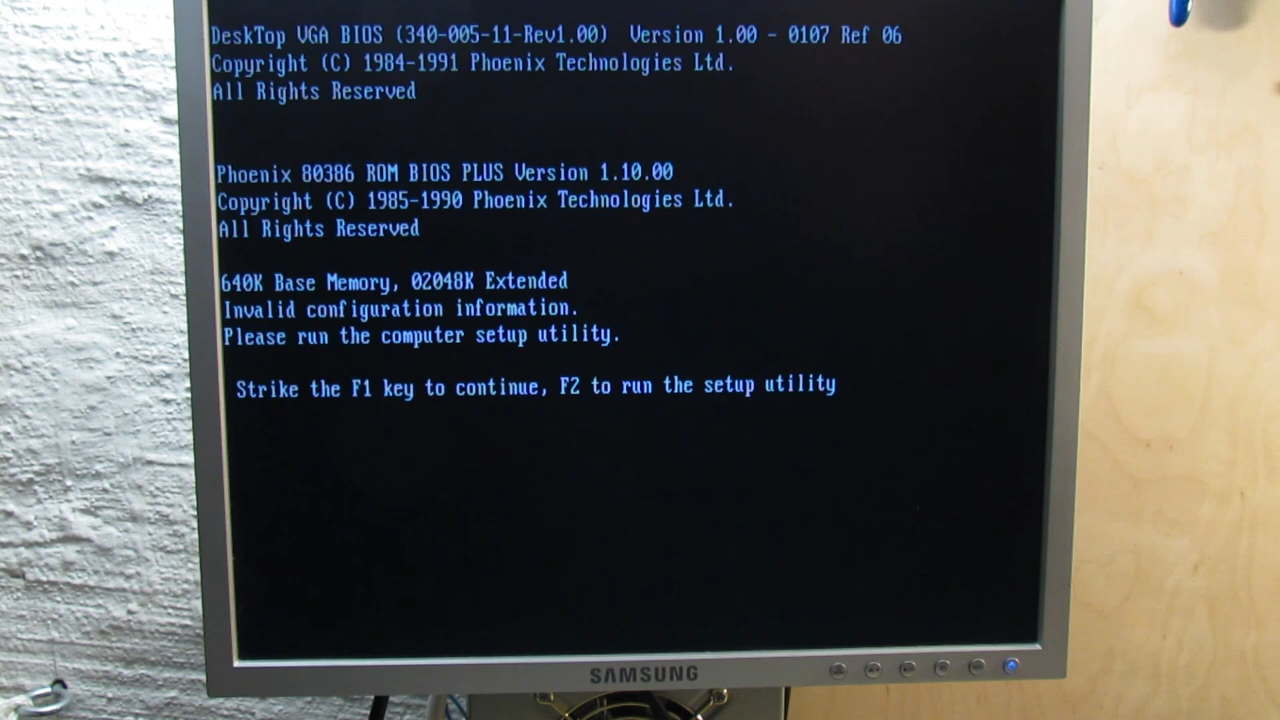 DeskTop VGA BIOS (340-005-11-Rev1.00)  Version 1.00 - 0107 Ref 06
Copyright (C) 1984-1991 Phoenix Technologies Ltd.
All Rights Reserved
Phoenix 80386 ROM BIOS PLUS Version 1.10.00
Copyright (C) 1985-1990 Phoenix Technologies Ltd.
All Rights Reserved
640K Base Memory, 02048K Extended
Invalid configuration information.
Please run the computer setup utility.
Strike the F1 key to continue, F2 to run the setup utility
SAMSUNG